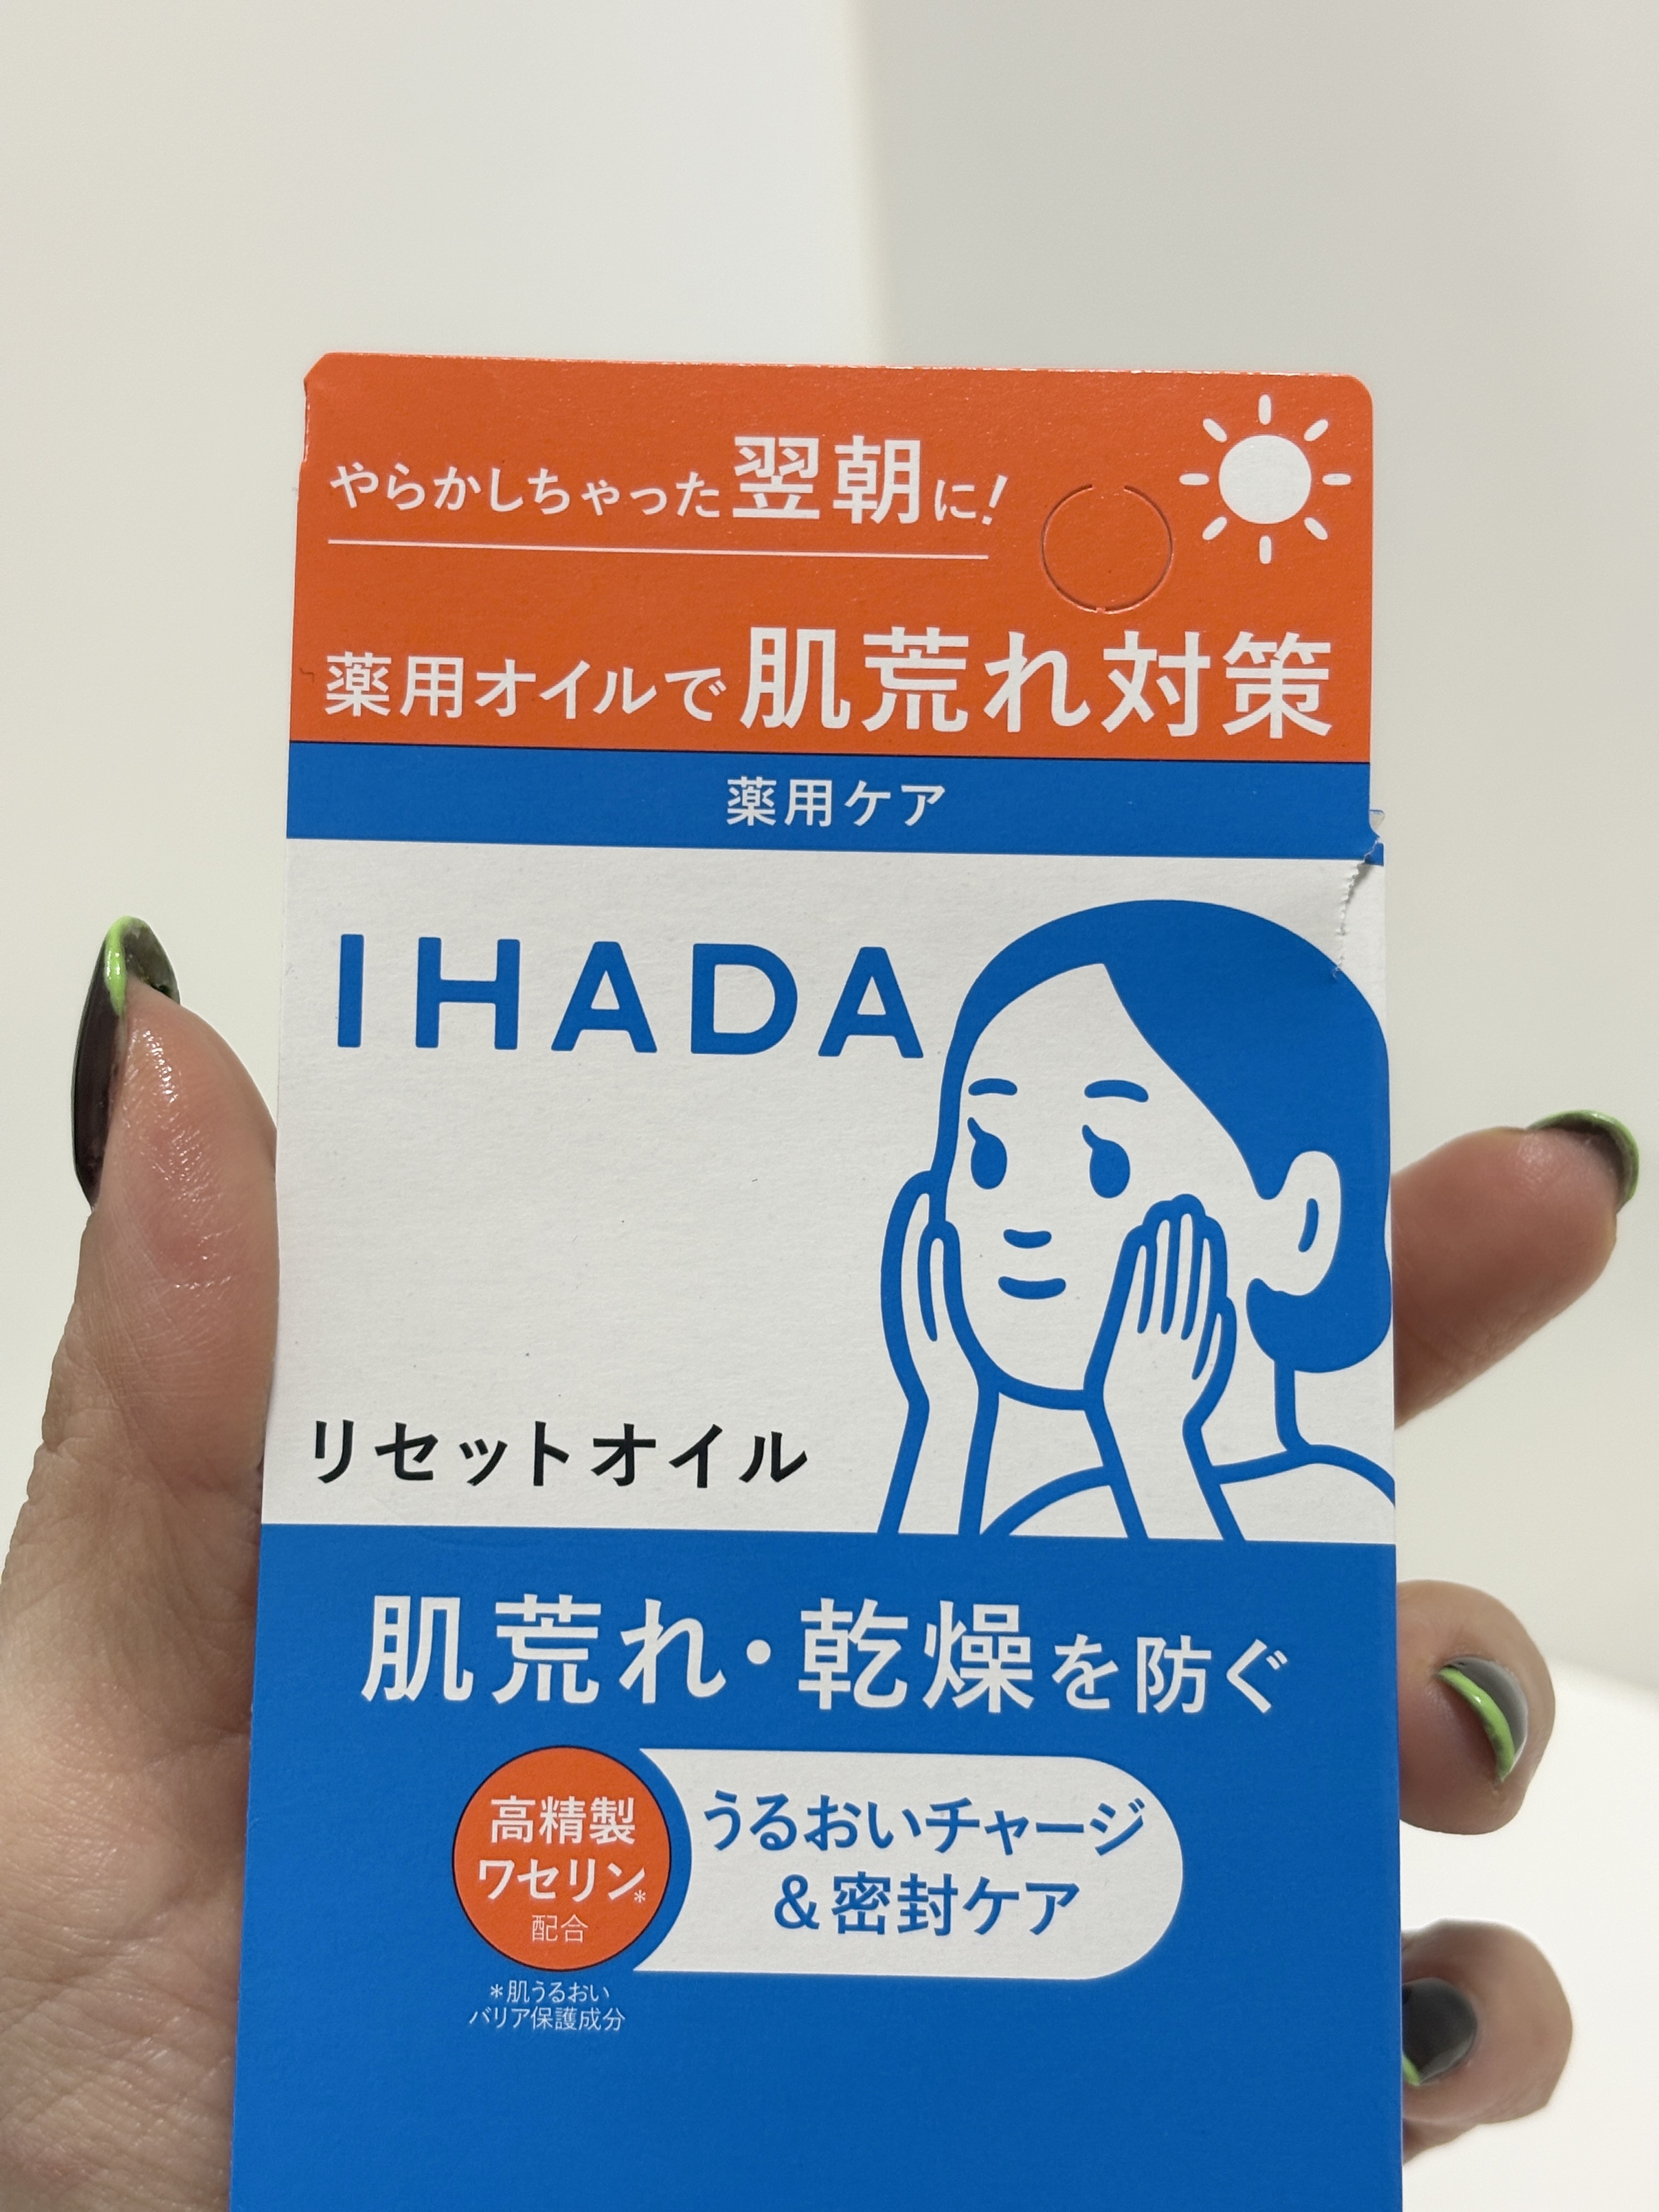 やらかしちゃった翌朝に!
薬用オイルで肌荒れ対策
薬用ケア
IHADA
リセットオイル
肌荒れ・乾燥を防ぐ
高精製
ワセリン*
配合
うるおいチャージ
&密封ケア
*肌うるおい
バリア保護成分